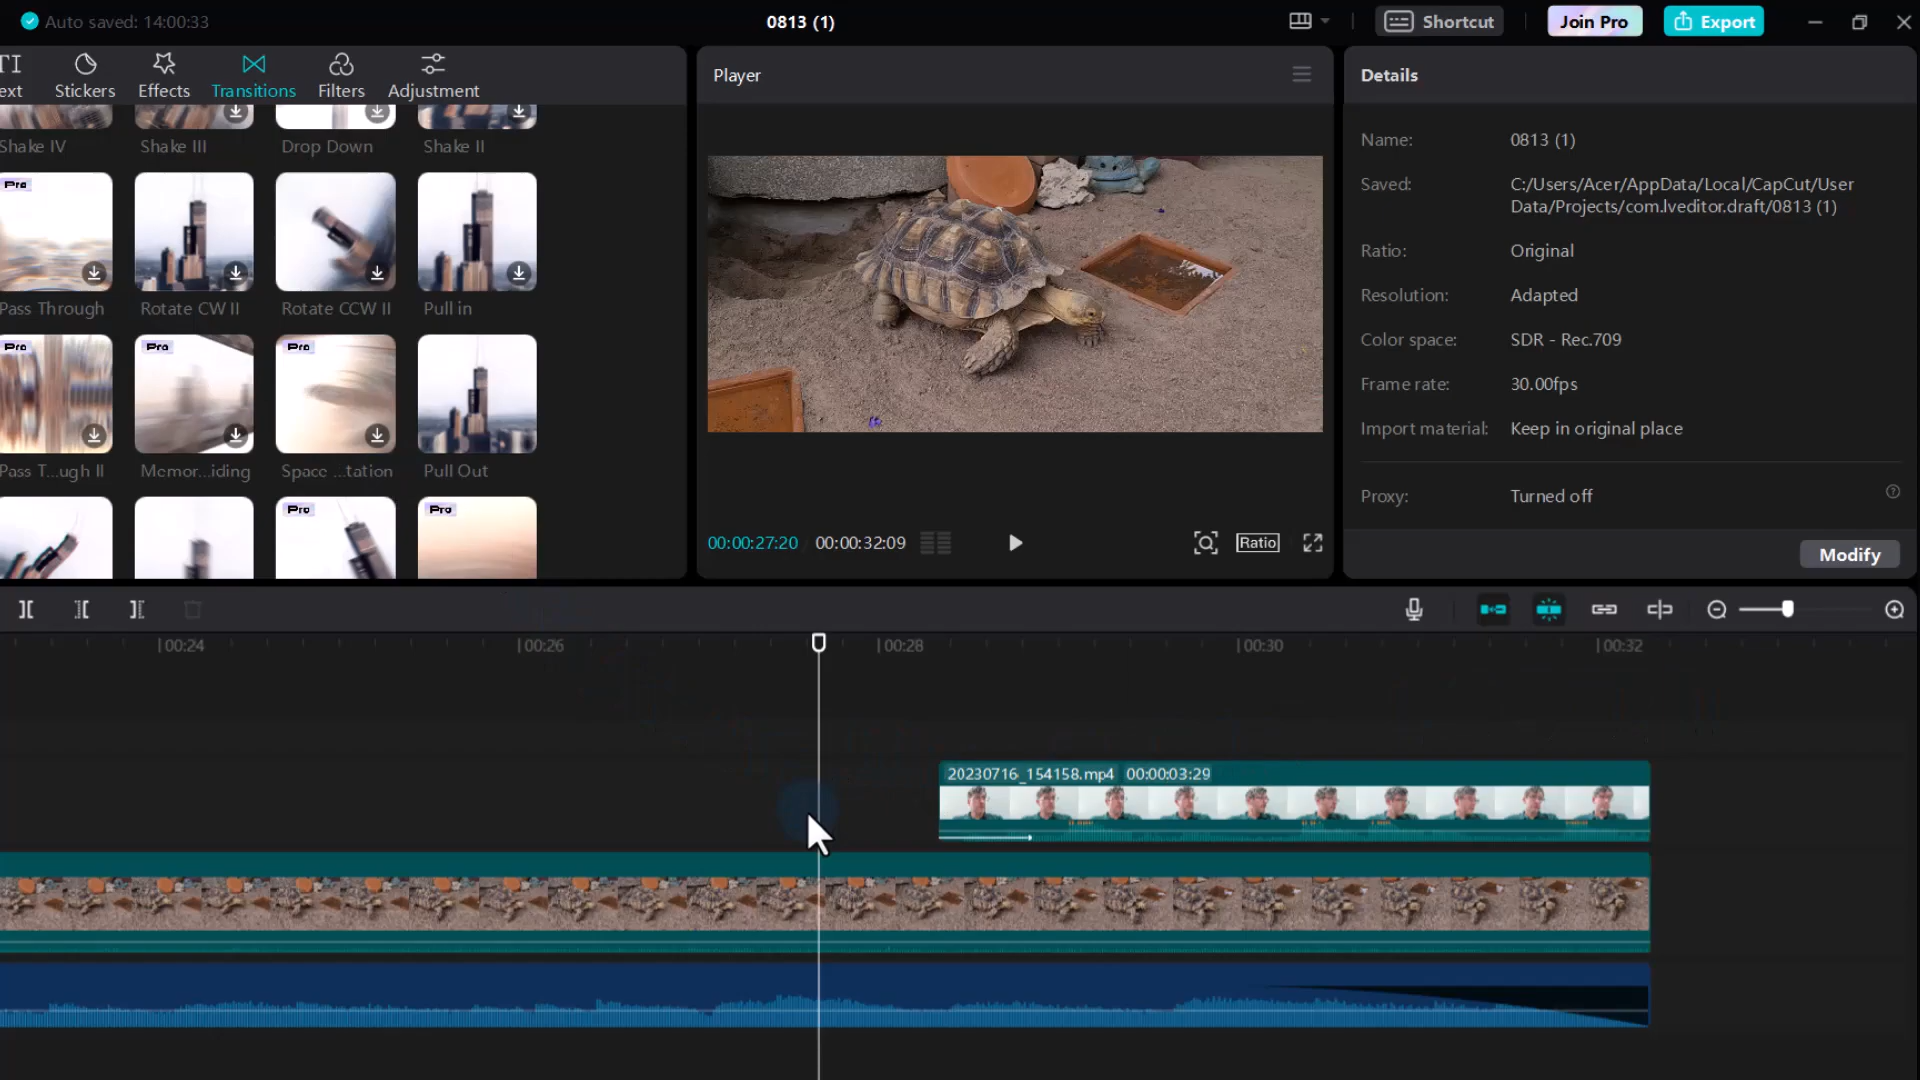 Auto saved: 14:00:33
0813 (1)
Shortcut
Join Pro
Export
TI
ext
Stickers
Effects
Transitions
Filters
Adjustment
Shake IV
Shake III
Drop Down
Shake II
Pro
Pass Through
Rotate CW II
Rotate CCW II
Pull in
Pro
Pro
Pro
Pass T...ugh II
Memor...iding
Space ...tation
Pull Out
Pro
Pro
Player
00:00:27:20
00:00:32:09
Ratio
Details
Name: 0813 (1)
Saved: C:/Users/Acer/AppData/Local/CapCut/User
Data/Projects/com.lveditor.draft/0813 (1)
Ratio: Original
Resolution: Adapted
Color space: SDR - Rec.709
Frame rate: 30.00fps
Import material: Keep in original place
Proxy: Turned off
Modify
00:24
00:26
00:28
00:30
00:32
20230716_154158.mp4 00:00:03:29